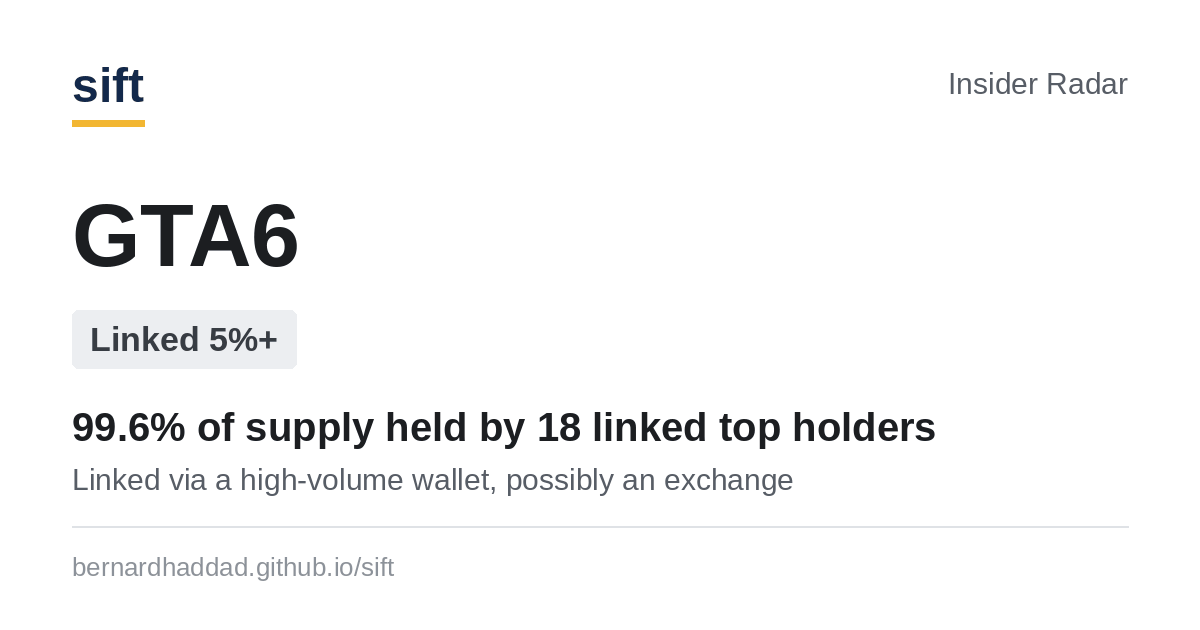 sift
Insider Radar
GTA6
Linked 5%+
99.6% of supply held by 18 linked top holders
Linked via a high-volume wallet, possibly an exchange
bernardhaddad.github.io/sift